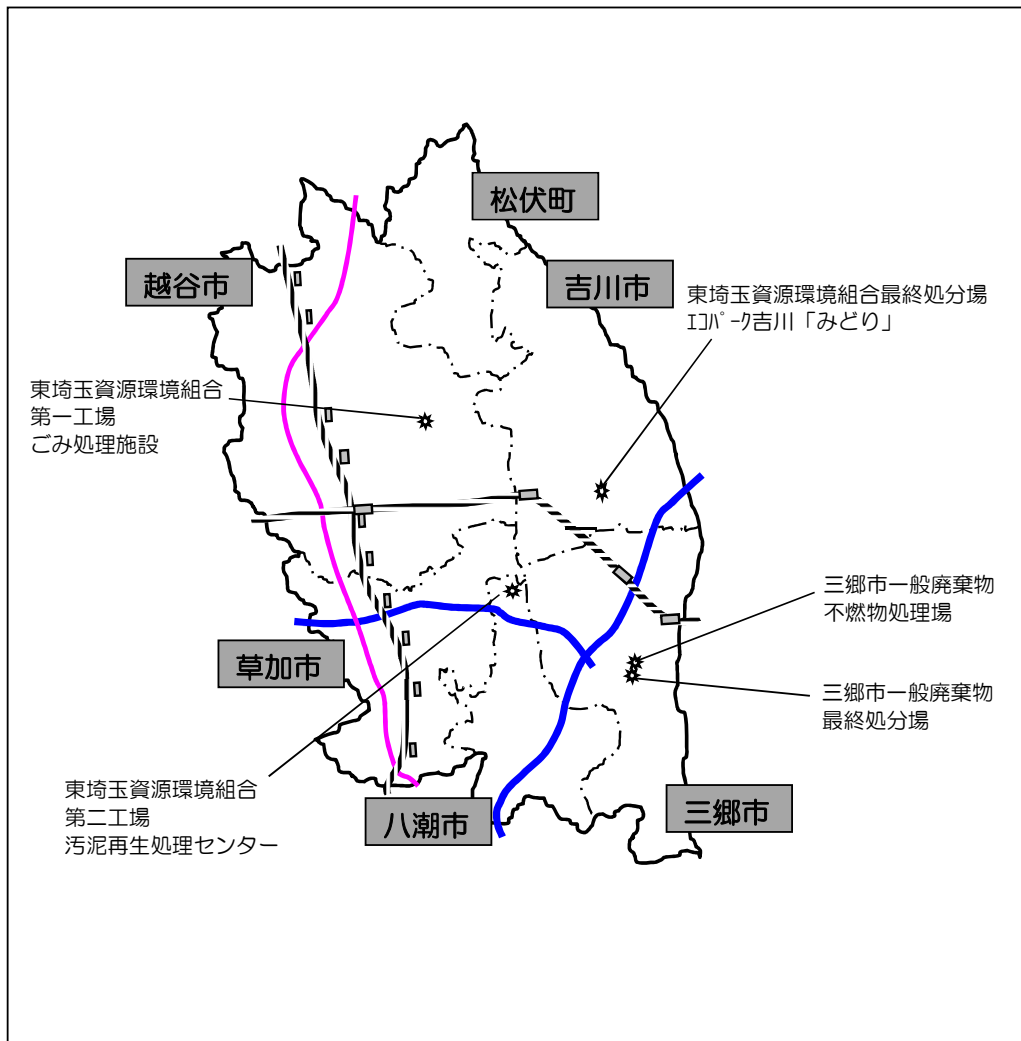 松伏町
越谷市
吉川市
東埼玉資源環境組合最終処分場
ｴｺﾊﾟｰｸ吉川「みどり」
東埼玉資源環境組合
第一工場
ごみ処理施設
三郷市一般廃棄物
不燃物処理場
草加市
三郷市一般廃棄物
最終処分場
東埼玉資源環境組合
第二工場
汚泥再生処理センター
八潮市
三郷市